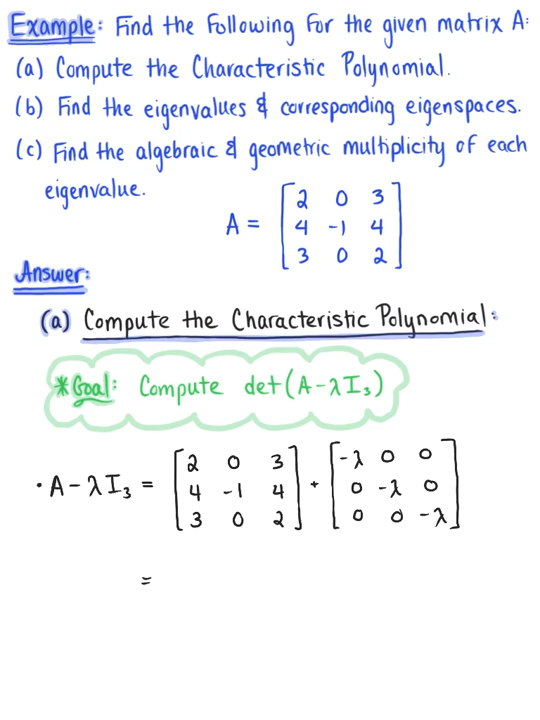 Example: Find the Following For the given matrix A:
(a) Compute the Characteristic Polynomial.
(b) Find the eigenvalues & corresponding eigenspaces.
(c) Find the algebraic & geometric multiplicity of each
eigenvalue.
A = [2 0 3
4 -1 4
3 0 2]
Answer:
(a) Compute the Characteristic Polynomial:
*Goal: Compute det(A-λI₃)
· A-λI₃ = [2 0 3
4 -1 4
3 0 2] + [-λ 0 0
0 -λ 0
0 0 -λ]
=